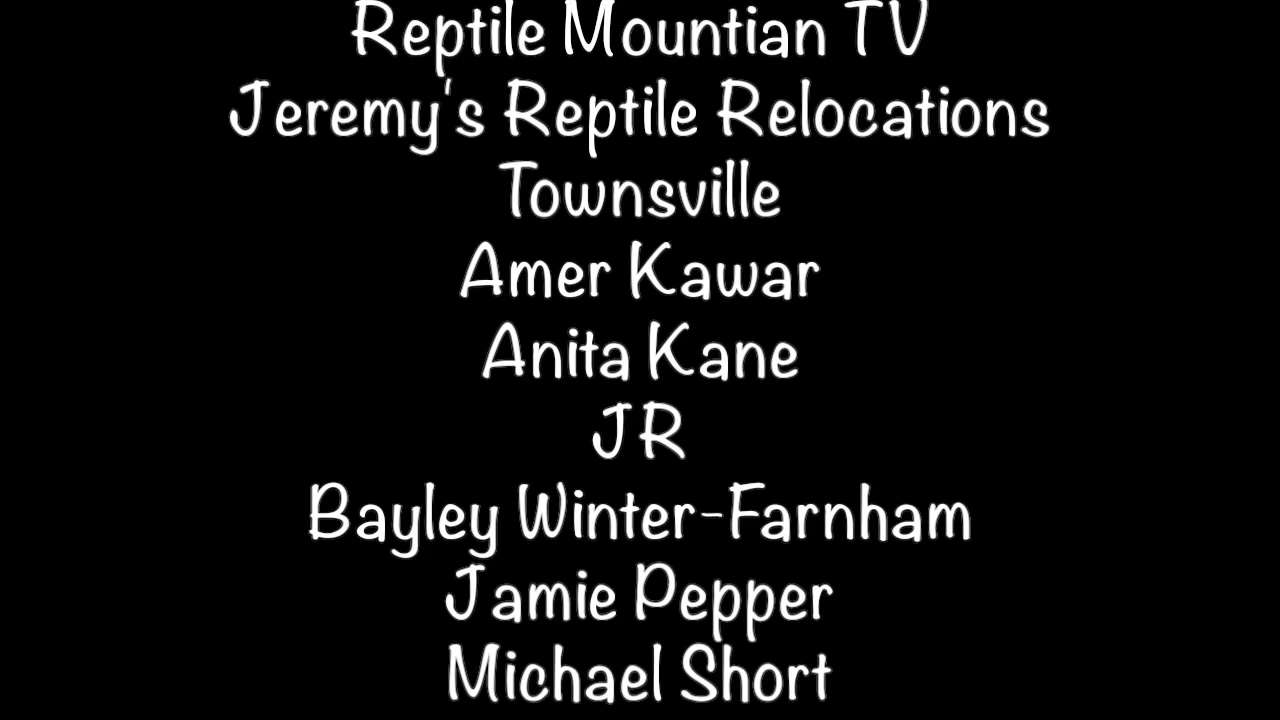 Reptile Mountian TV
Jeremy's Reptile Relocations
Townsville
Amer Kawar
Anita Kane
JR
Bayley Winter-Farnham
Jamie Pepper
Michael Short